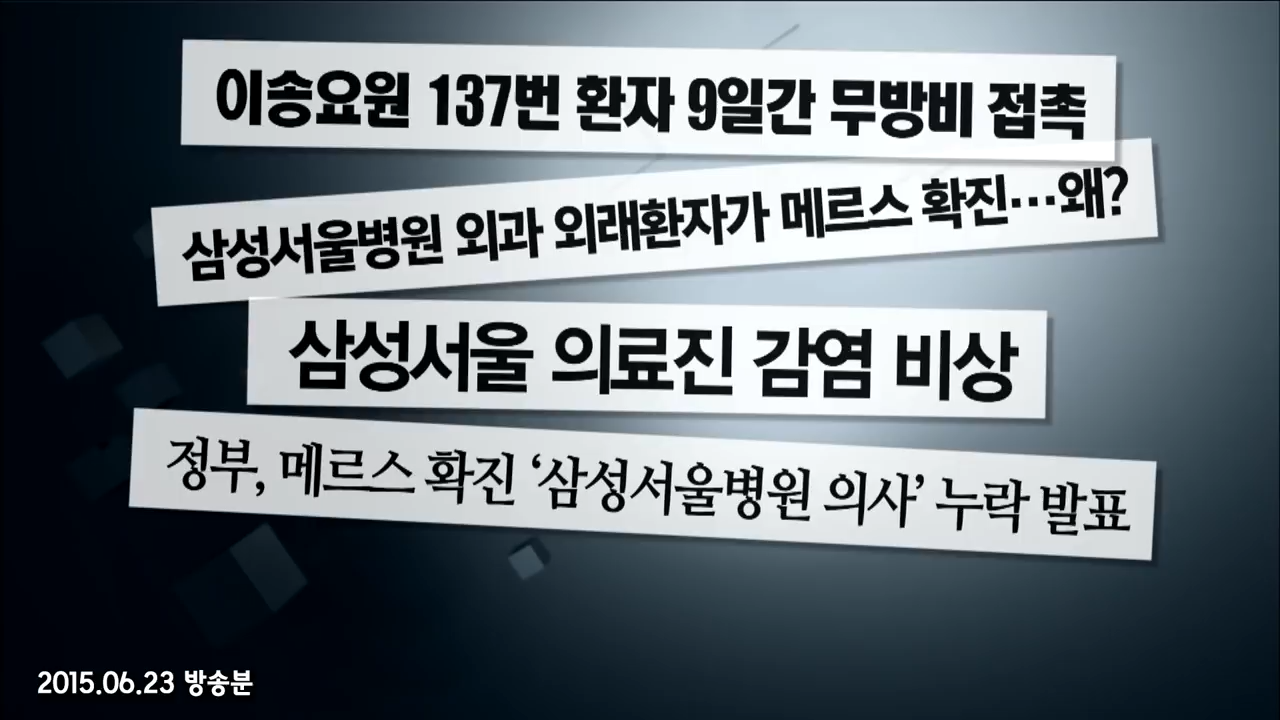 이송요원 137번 환자 9일간 무방비 접촉
삼성서울병원 외과 외래환자가 메르스 확진…왜?
삼성서울 의료진 감염 비상
정부, 메르스 확진 ‘삼성서울병원 의사’ 누락 발표
2015.06.23 방송분